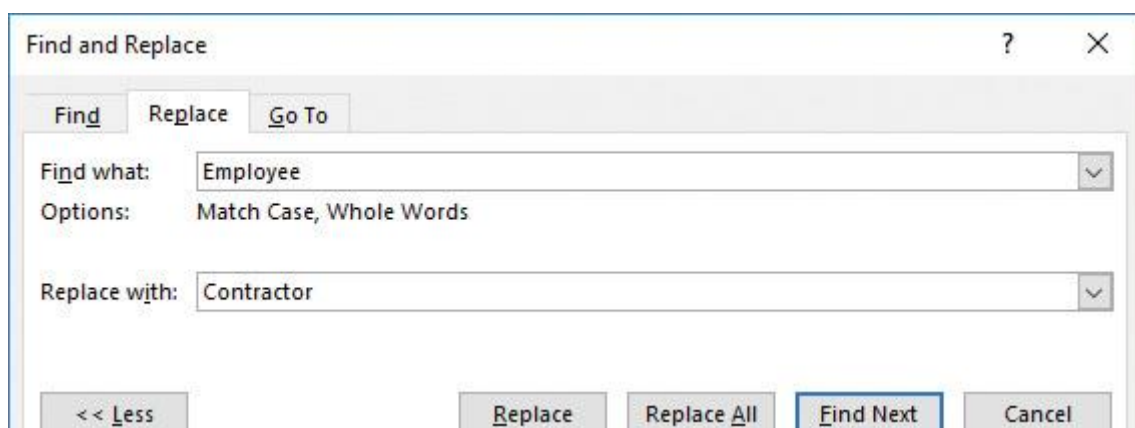 Find and Replace ?
Find Replace Go To
Find what: Employee
Options: Match Case, Whole Words
Replace with: Contractor
<< Less Replace Replace All Find Next Cancel